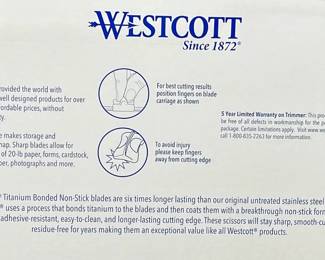 WESTCOTT
Since 1872®
provided the world with
well designed products for over
fordable prices, without
ty.
e makes storage and
nap. Sharp blades allow for
of 20-lb paper, forms, cardstock,
per, photographs and more.
For best cutting results
position fingers on blade
carriage as shown
To avoid injury
please keep fingers
away from cutting edge
5 Year Limited Warranty on Trimmer: This pro
be free of all defects in workmanship for the p
package. Certain limitations apply. Visit www.we
call 1-800-835-2263 for more information.
® Titanium Bonded Non-Stick blades are six times longer lasting than our original untreated stainless steel
® uses a process that bonds titanium to the blades and then coats them with a breakthrough non-stick form
adhesive-resistant, easy-to-clean, and longer-lasting cutting edge. These scissors will stay sharp, smooth-cu
residue-free for years making them an exceptional value like all Westcott® products.